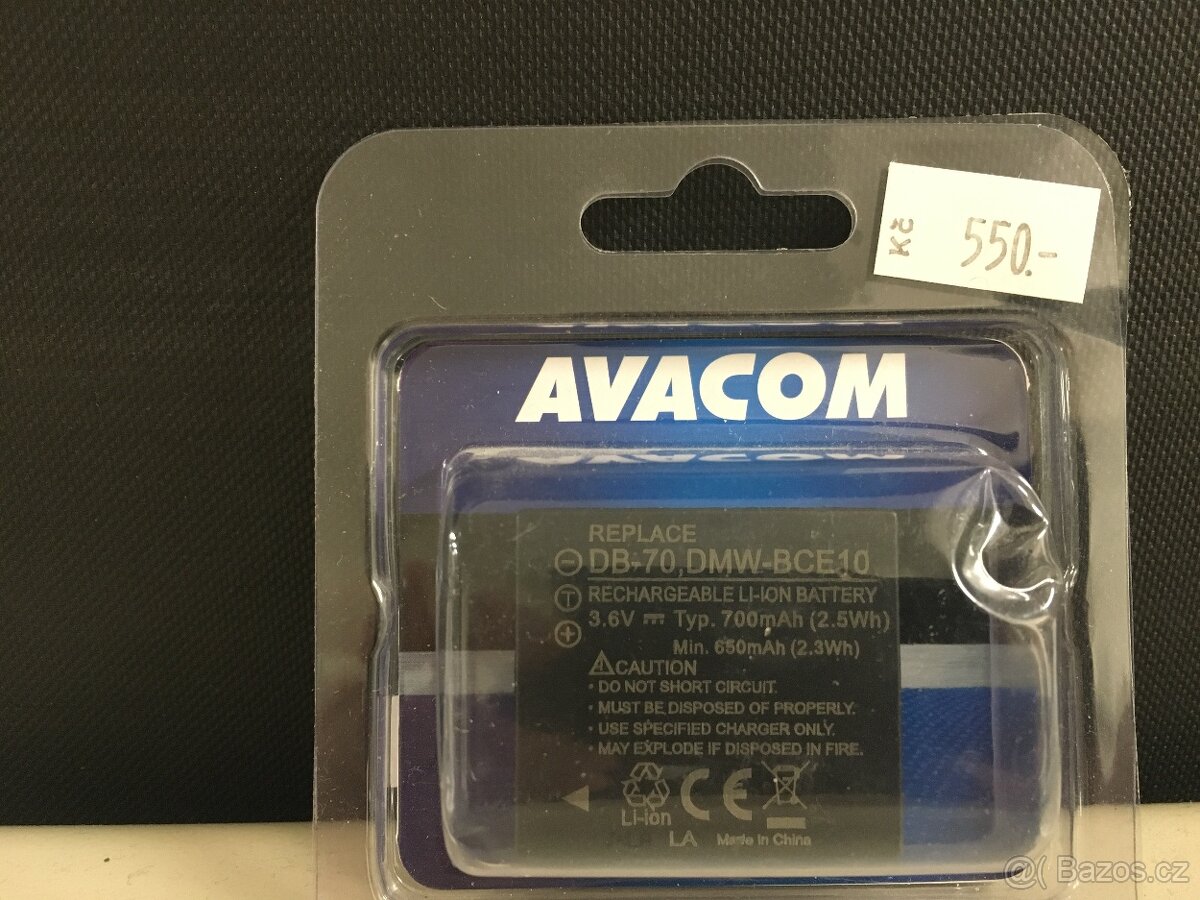 Kč 550.-
AVACOM
REPLACE
DB-70,DMW-BCE10
RECHARGEABLE LI-ION BATTERY
3.6V Typ. 700mAh (2.5Wh)
Min. 650mAh (2.3Wh)
CAUTION
· DO NOT SHORT CIRCUIT.
· MUST BE DISPOSED OF PROPERLY.
· USE SPECIFIED CHARGER ONLY.
· MAY EXPLODE IF DISPOSED IN FIRE.
Li-ion
CE
LA Made In China
@( Bazos.cz